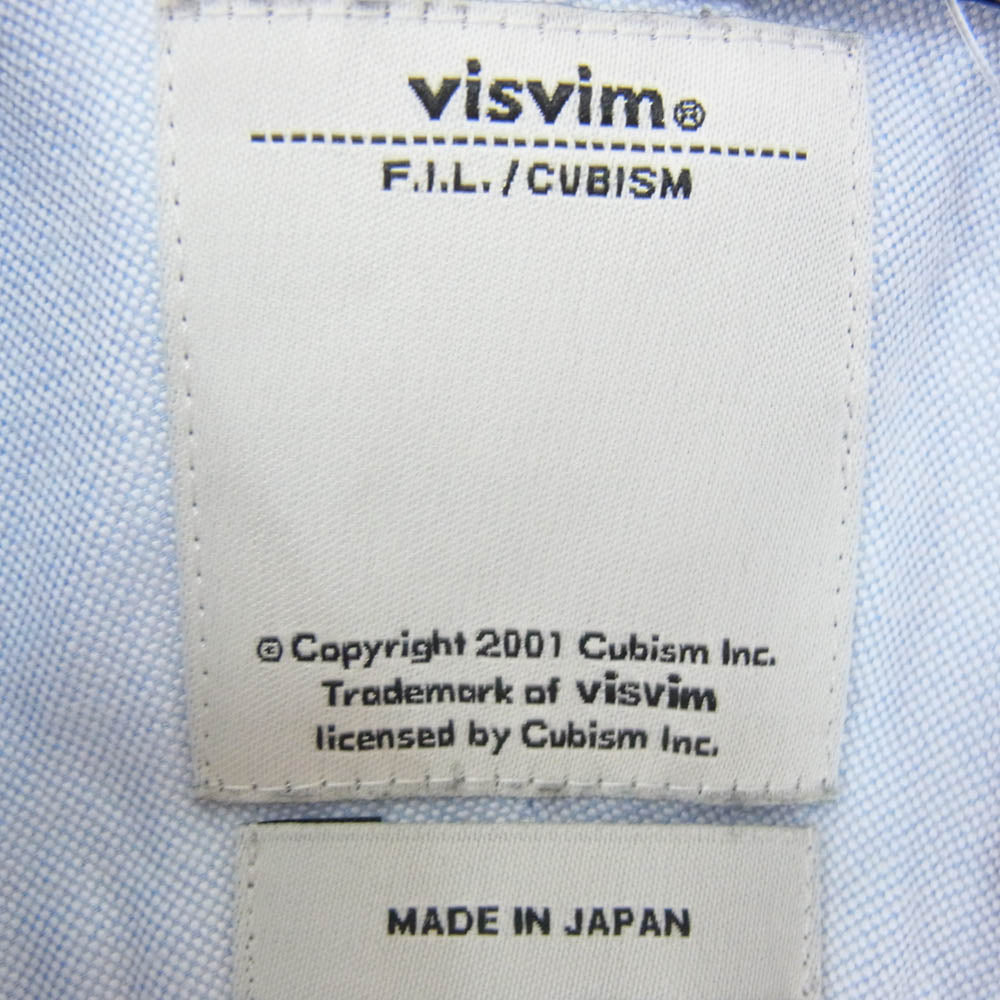 visvim®
F.I.L./CUBISM
© Copyright 2001 Cubism Inc.
Trademark of visvim
licensed by Cubism Inc.
MADE IN JAPAN